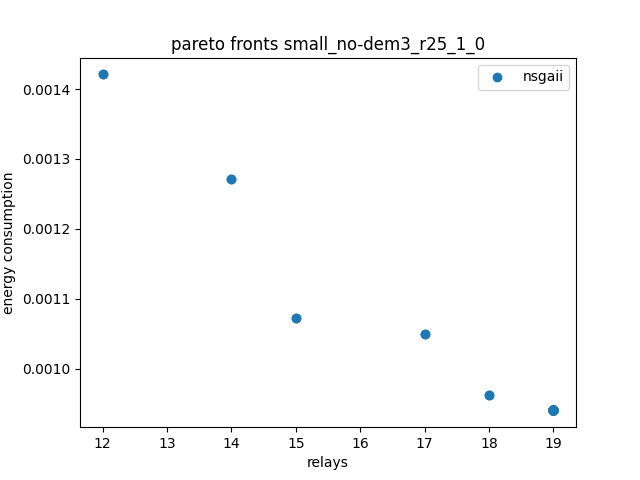 pareto fronts small_no-dem3_r25_1_0
nsgaii
0.0014
0.0013
0.0012
0.0011
0.0010
energy consumption
12 13 14 15 16 17 18 19
relays